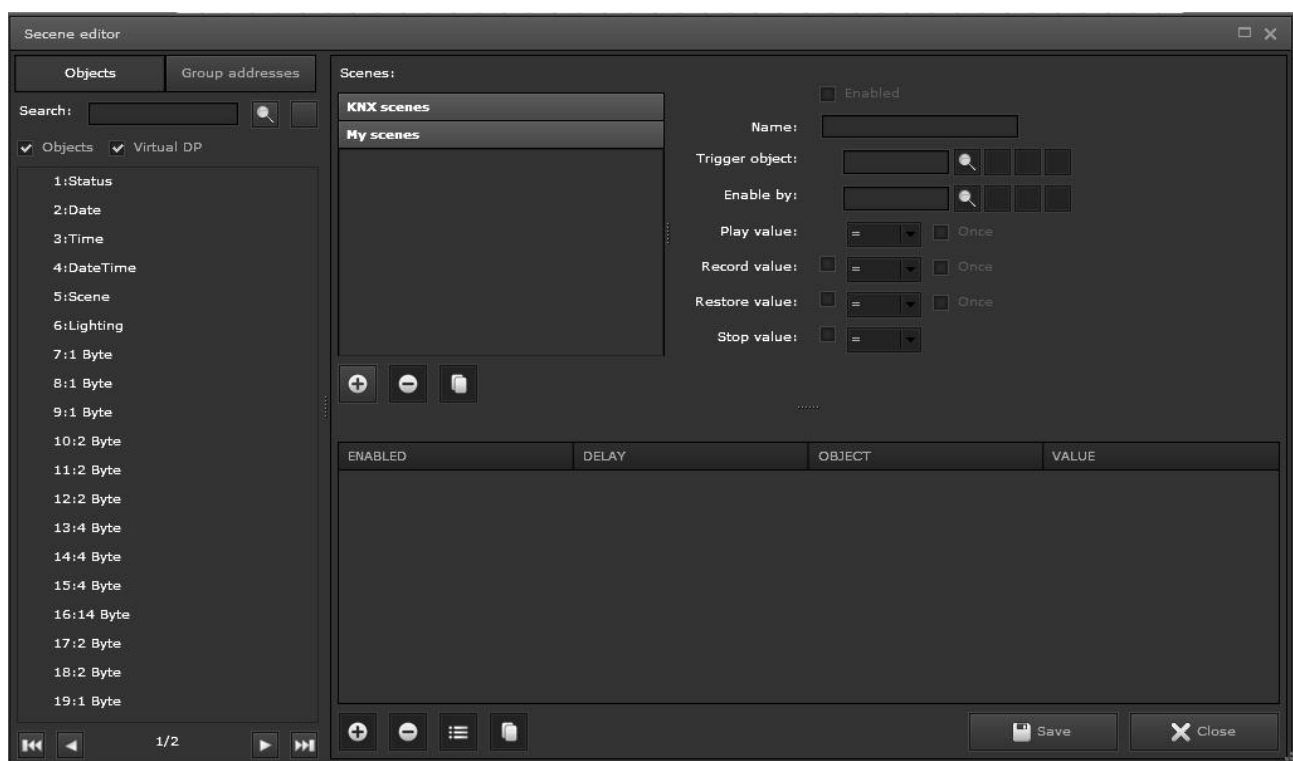 Secene editor
Objects Group addresses
Search:
Objects Virtual DP
1:Status
2:Date
3:Time
4:DateTime
5:Scene
6:Lighting
7:1 Byte
8:1 Byte
9:1 Byte
10:2 Byte
11:2 Byte
12:2 Byte
13:4 Byte
14:4 Byte
15:4 Byte
16:14 Byte
17:2 Byte
18:2 Byte
19:1 Byte
1/2
Scenes:
KNX scenes
My scenes
Enabled
Name:
Trigger object:
Enable by:
Play value: = Once
Record value: = Once
Restore value: = Once
Stop value: =
ENABLED DELAY OBJECT VALUE
Save Close